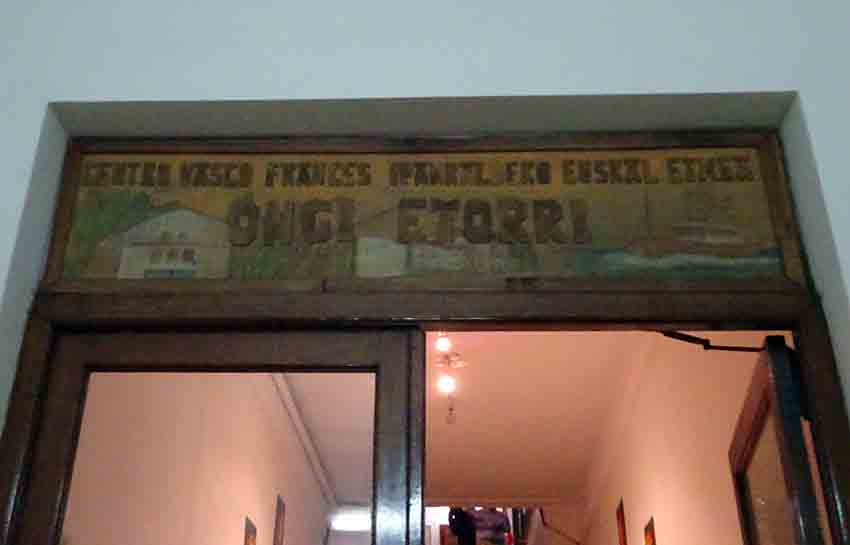 CENTRO VASCO FRANCES IPARRALDEKO EUSKAL ETXEA
ONGI ETORRI